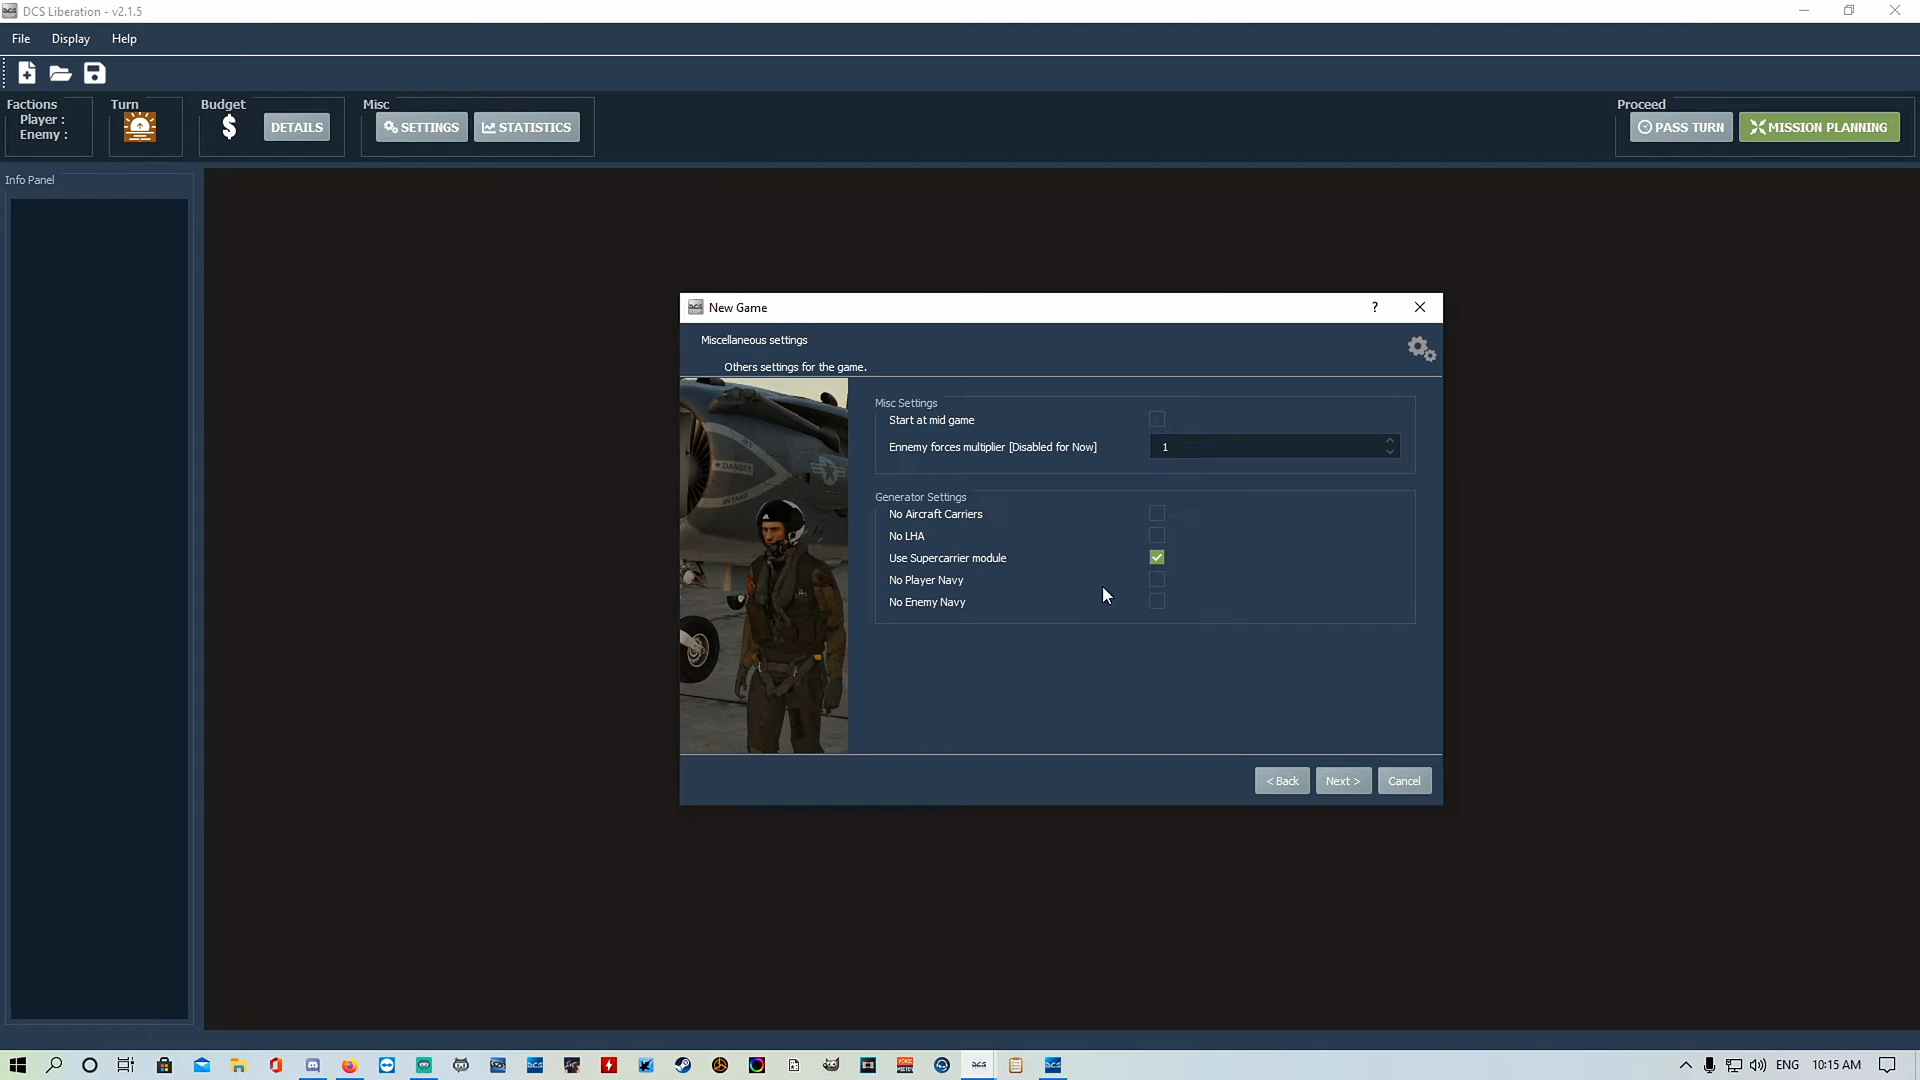 DCS Liberation - v2.1.5
File Display Help
Factions
Player :
Enemy :
Turn
Budget
$
DETAILS
Misc
SETTINGS
STATISTICS
Proceed
PASS TURN
MISSION PLANNING
Info Panel
New Game
?
Miscellaneous settings
Others settings for the game.
Misc Settings
Start at mid game
Ennemy forces multiplier [Disabled for Now]
1
Generator Settings
No Aircraft Carriers
No LHA
Use Supercarrier module
No Player Navy
No Enemy Navy
DANGER
INTAKE
< Back
Next >
Cancel
ENG
10:15 AM